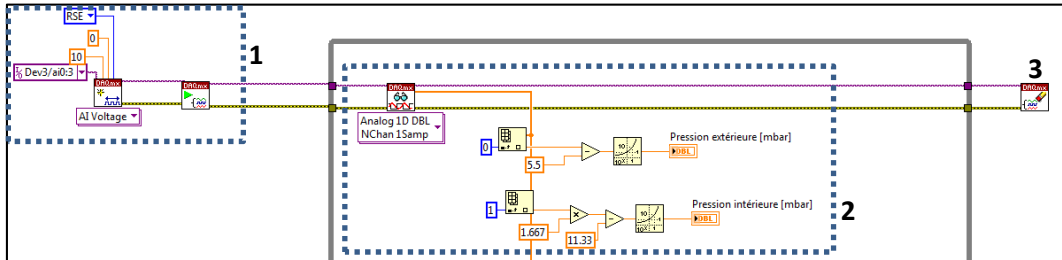 RSE
0
10
Dev3/ai0:3
DAQmx
DAQmx
AI Voltage
1
DAQmx
Analog 1D DBL
NChan 1Samp
0
5.5
Pression extérieure [mbar]
DBL
1
1.667
11.33
Pression intérieure [mbar]
DBL
2
3
DAQmx